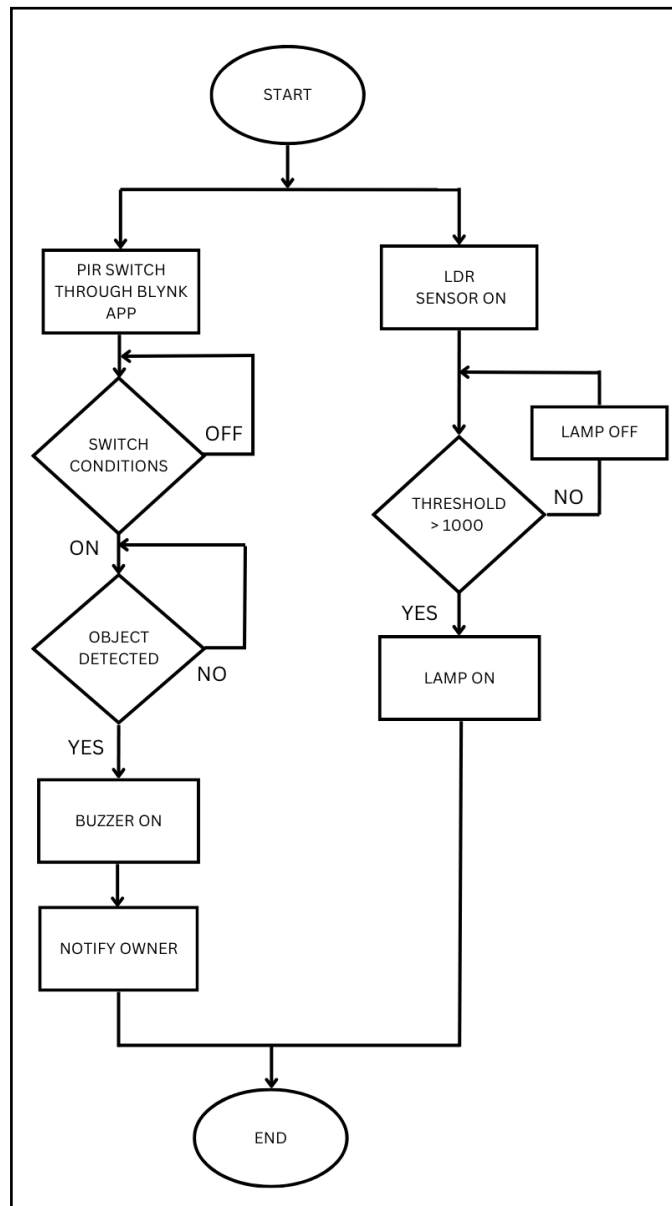 START
PIR SWITCH
THROUGH BLYNK
APP
LDR
SENSOR ON
SWITCH
CONDITIONS
OFF
LAMP OFF
THRESHOLD
> 1000
NO
ON
OBJECT
DETECTED
NO
YES
LAMP ON
YES
BUZZER ON
NOTIFY OWNER
END